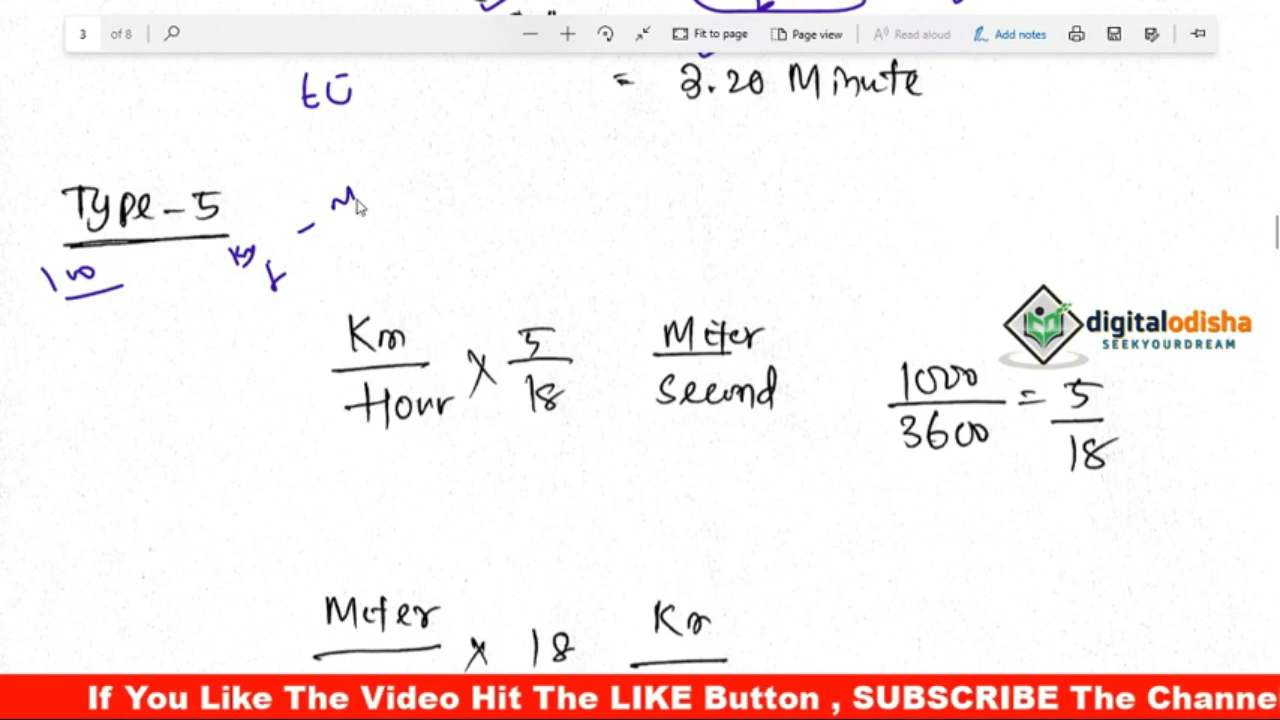 3 of 8 Fit to page Page view Read aloud Add notes
= 3.20 Minute
Type-5
100
Km / Hour × 5 / 18 Meter / Second
1000 / 3600 = 5 / 18
digitalodisha
SEEKYOURDREAM
Meter × 18 Km
If You Like The Video Hit The LIKE Button , SUBSCRIBE The Channe